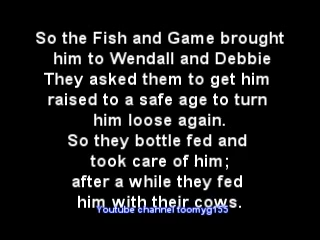 So the Fish and Game brought
him to Wendall and Debbie
They asked them to get him
raised to a safe age to turn
him loose again.
So they bottle fed and
took care of him;
after a while they fed
him with their cows.
Youtube channel toomyg155